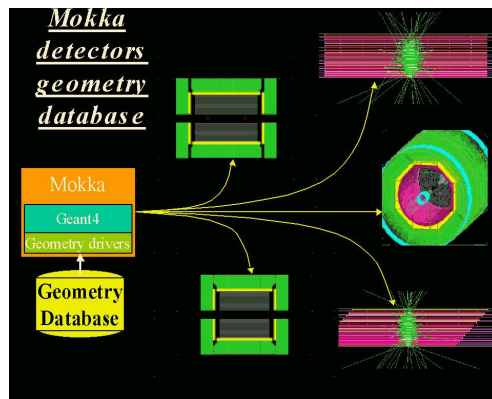 Mokka
detectors
geometry
database
Mokka
Geant4
Geometry drivers
Geometry
Database